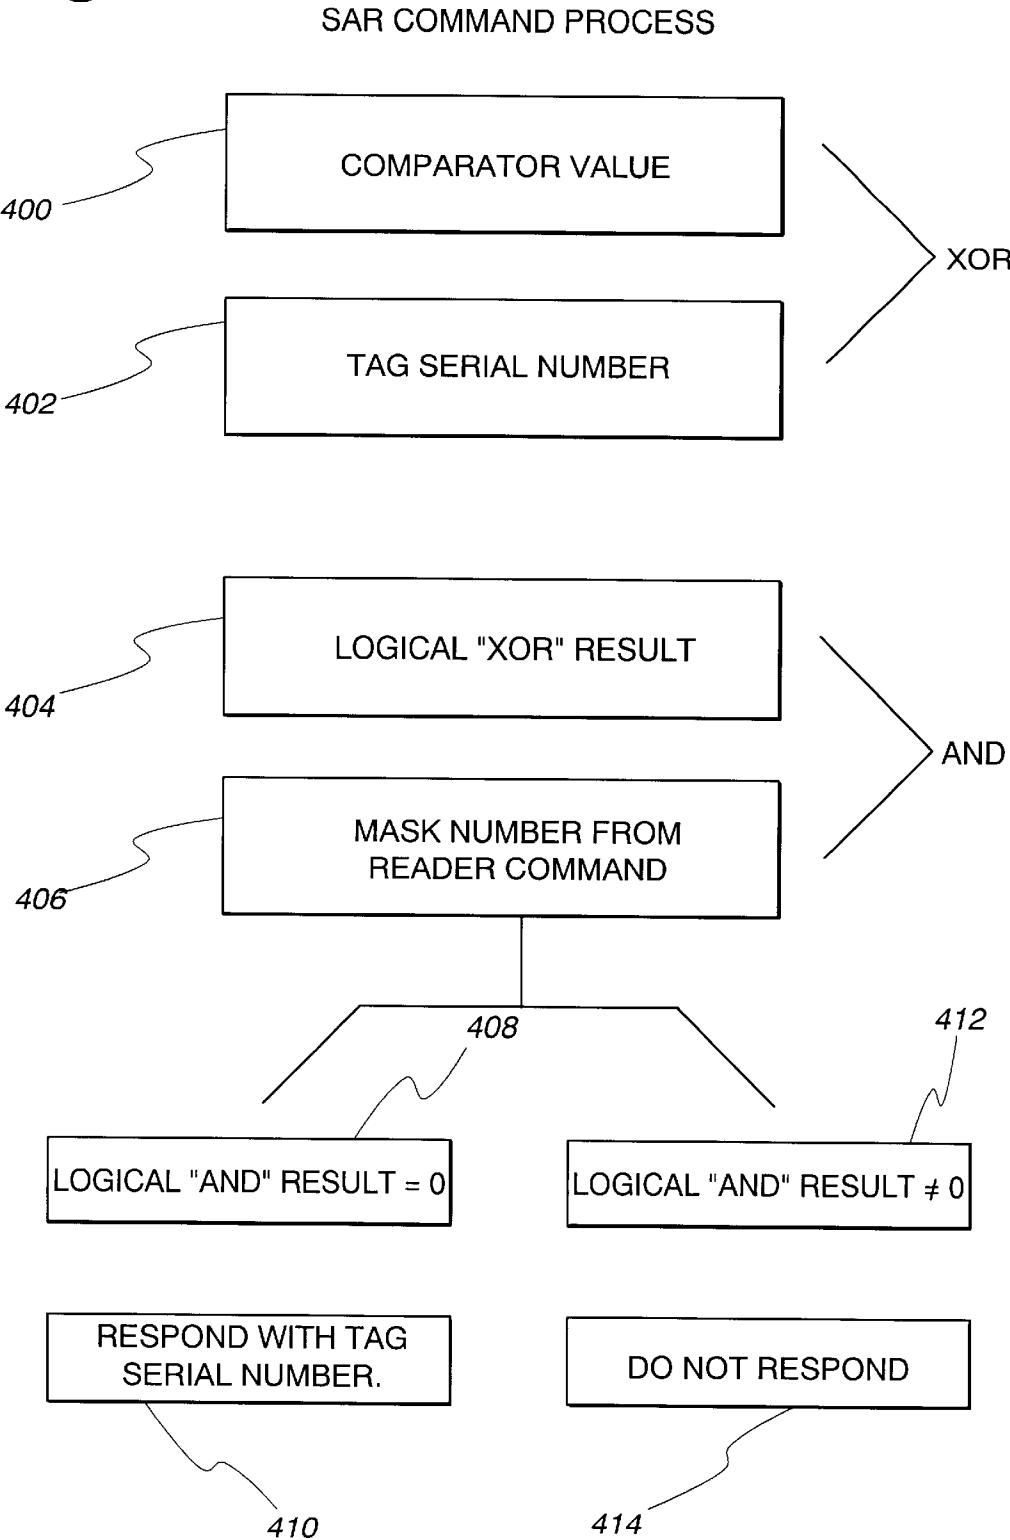 SAR COMMAND PROCESS
COMPARATOR VALUE
400
XOR
TAG SERIAL NUMBER
402
LOGICAL "XOR" RESULT
404
AND
MASK NUMBER FROM
READER COMMAND
406
408
412
LOGICAL "AND" RESULT = 0
LOGICAL "AND" RESULT ≠ 0
RESPOND WITH TAG
SERIAL NUMBER.
DO NOT RESPOND
410
414